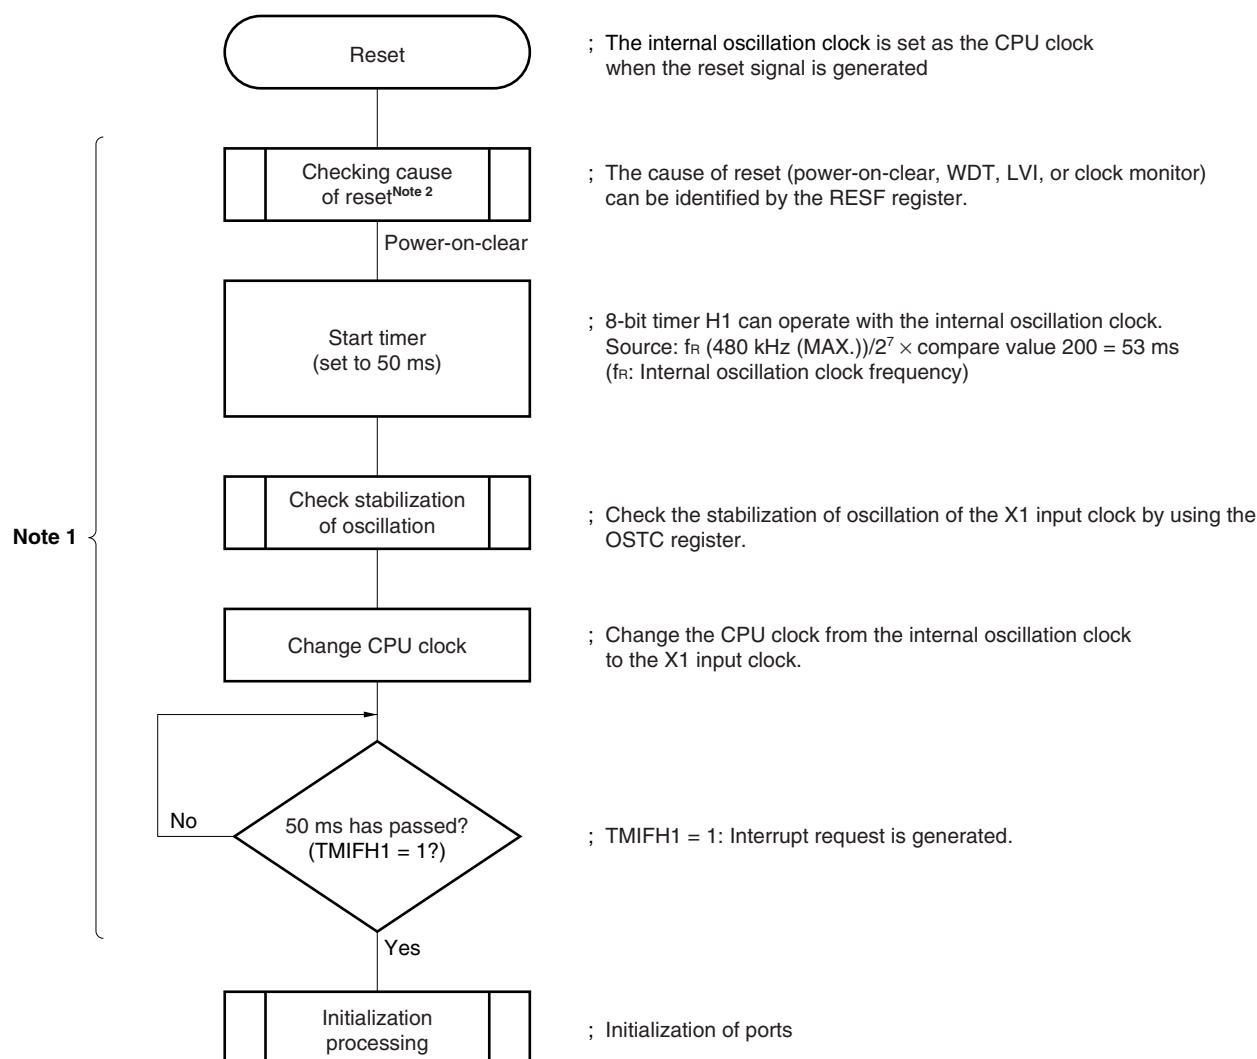 Reset
; The internal oscillation clock is set as the CPU clock
when the reset signal is generated
Checking cause
of resetNote 2
; The cause of reset (power-on-clear, WDT, LVI, or clock monitor)
can be identified by the RESF register.
Power-on-clear
Start timer
(set to 50 ms)
; 8-bit timer H1 can operate with the internal oscillation clock.
Source: fR (480 kHz (MAX.))/2⁷ × compare value 200 = 53 ms
(fR: Internal oscillation clock frequency)
Note 1
Check stabilization
of oscillation
; Check the stabilization of oscillation of the X1 input clock by using the
OSTC register.
Change CPU clock
; Change the CPU clock from the internal oscillation clock
to the X1 input clock.
No
50 ms has passed?
(TMIFH1 = 1?)
; TMIFH1 = 1: Interrupt request is generated.
Yes
Initialization
processing
; Initialization of ports